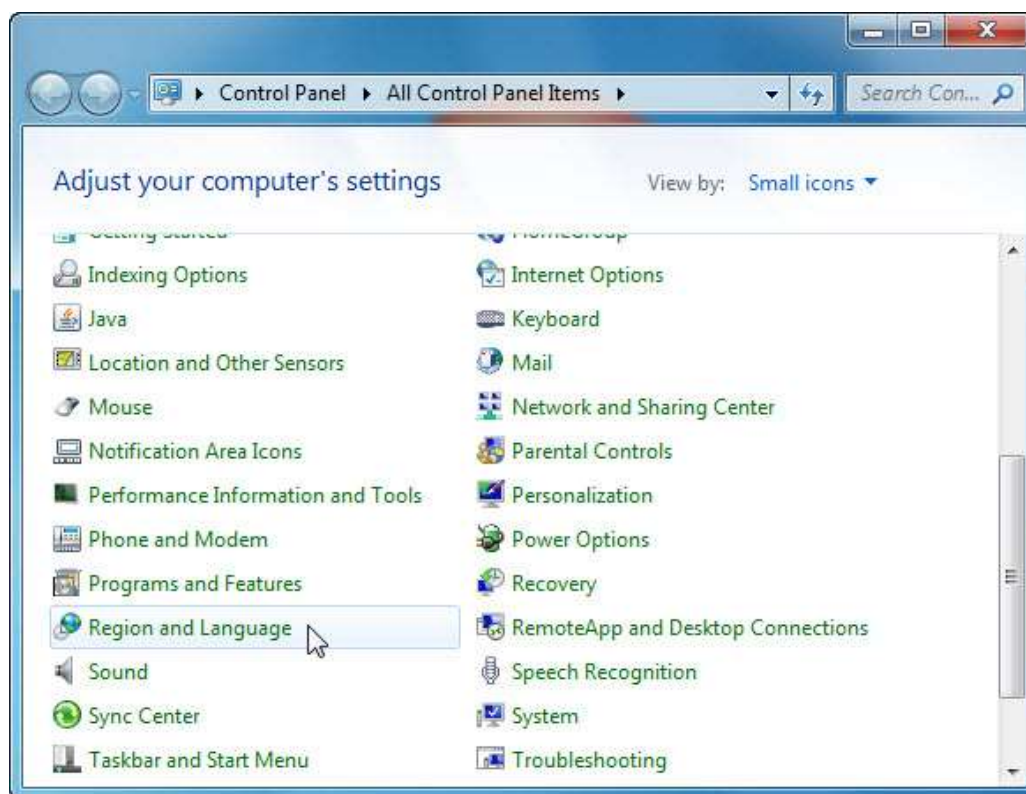 Control Panel All Control Panel Items Search Con...
Adjust your computer's settings View by: Small icons
Getting Started HomeGroup
Indexing Options Internet Options
Java Keyboard
Location and Other Sensors Mail
Mouse Network and Sharing Center
Notification Area Icons Parental Controls
Performance Information and Tools Personalization
Phone and Modem Power Options
Programs and Features Recovery
Region and Language RemoteApp and Desktop Connections
Sound Speech Recognition
Sync Center System
Taskbar and Start Menu Troubleshooting